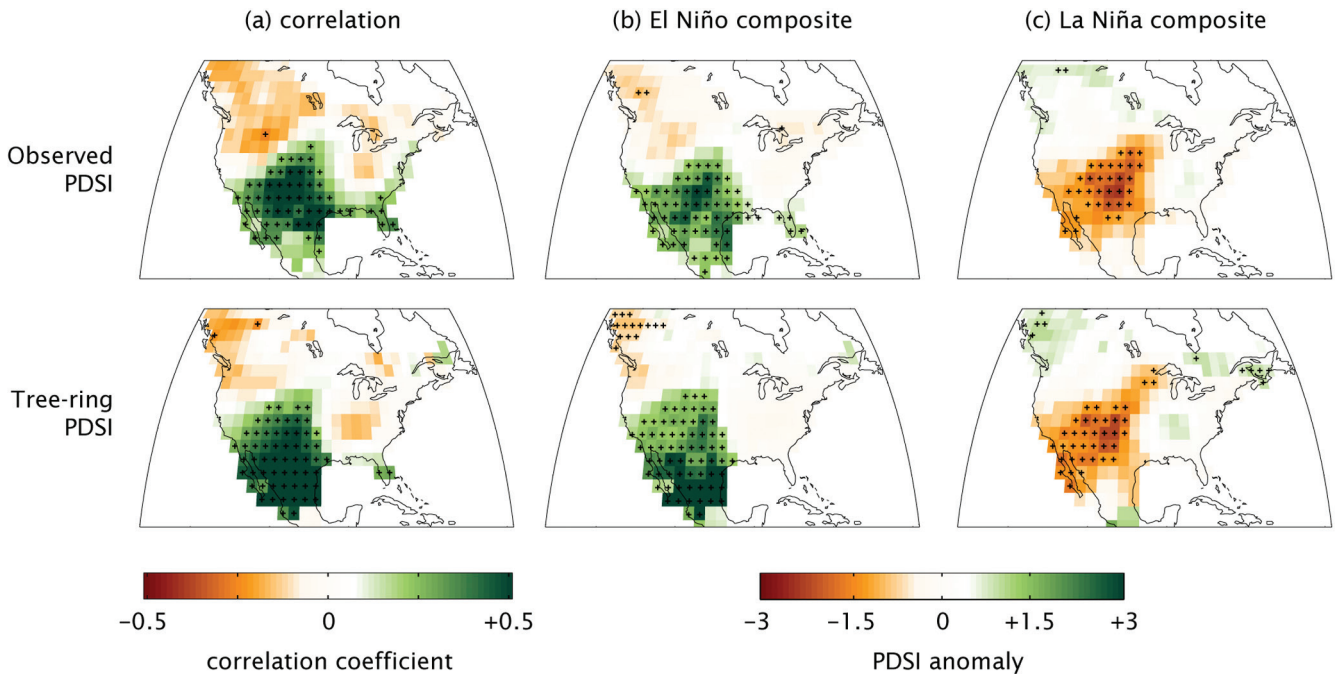 (a) correlation
(b) El Niño composite
(c) La Niña composite
Observed
PDSI
Tree-ring
PDSI
−0.5
0
+0.5
correlation coefficient
−3
−1.5
0
+1.5
+3
PDSI anomaly